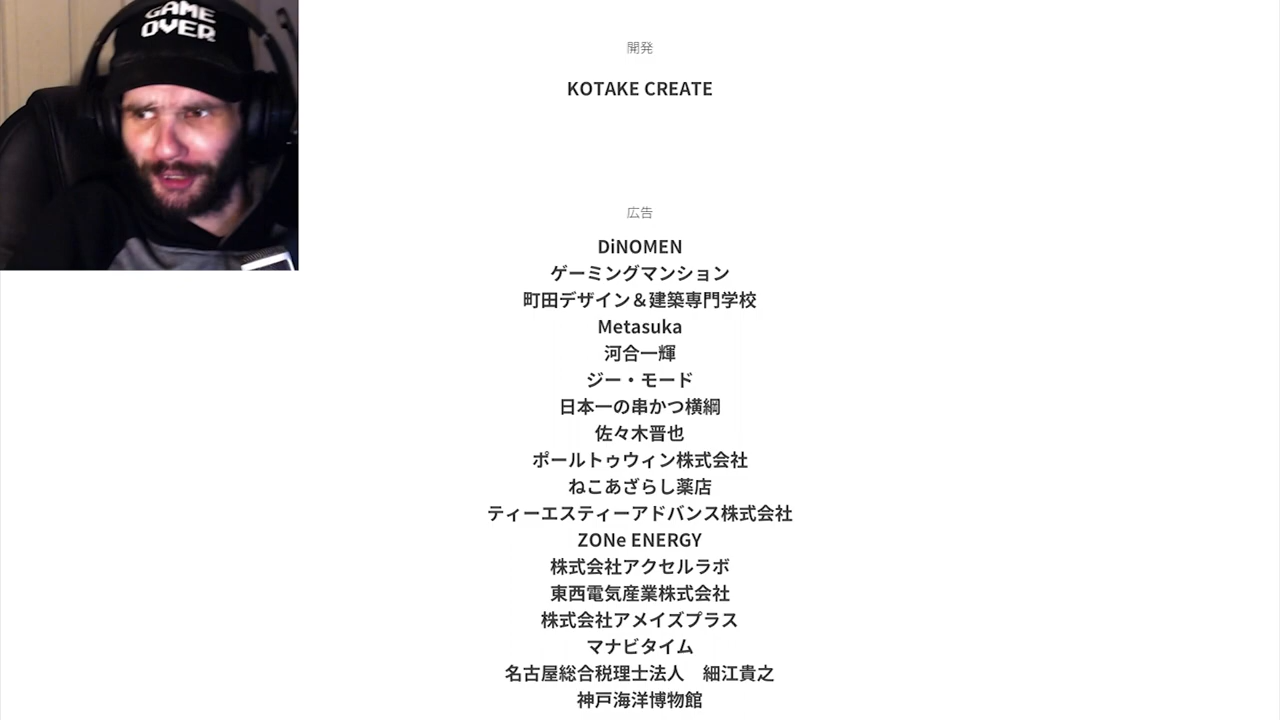 GAME
OVER
開発
KOTAKE CREATE
広告
DiNOMEN
ゲーミングマンション
町田デザイン＆建築専門学校
Metasuka
河合一輝
ジー・モード
日本一の串かつ横綱
佐々木晋也
ポールトゥウィン株式会社
ねこあざらし薬店
ティーエスティーアドバンス株式会社
ZONe ENERGY
株式会社アクセルラボ
東西電気産業株式会社
株式会社アメイズプラス
マナビタイム
名古屋総合税理士法人　細江貴之
神戸海洋博物館